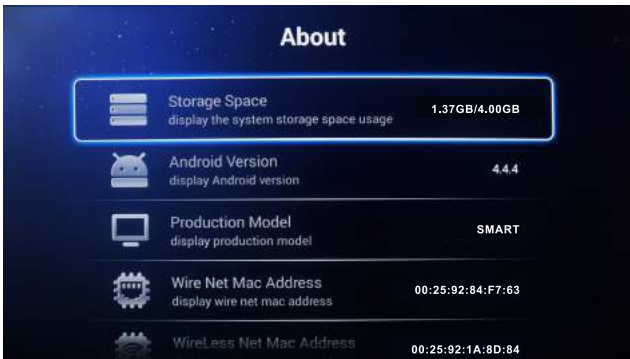 About
Storage Space
display the system storage space usage
1.37GB/4.00GB
Android Version
display Android version
4.4.4
Production Model
display production model
SMART
Wire Net Mac Address
display wire net mac address
00:25:92:84:F7:63
WireLess Net Mac Address
00:25:92:1A:8D:84